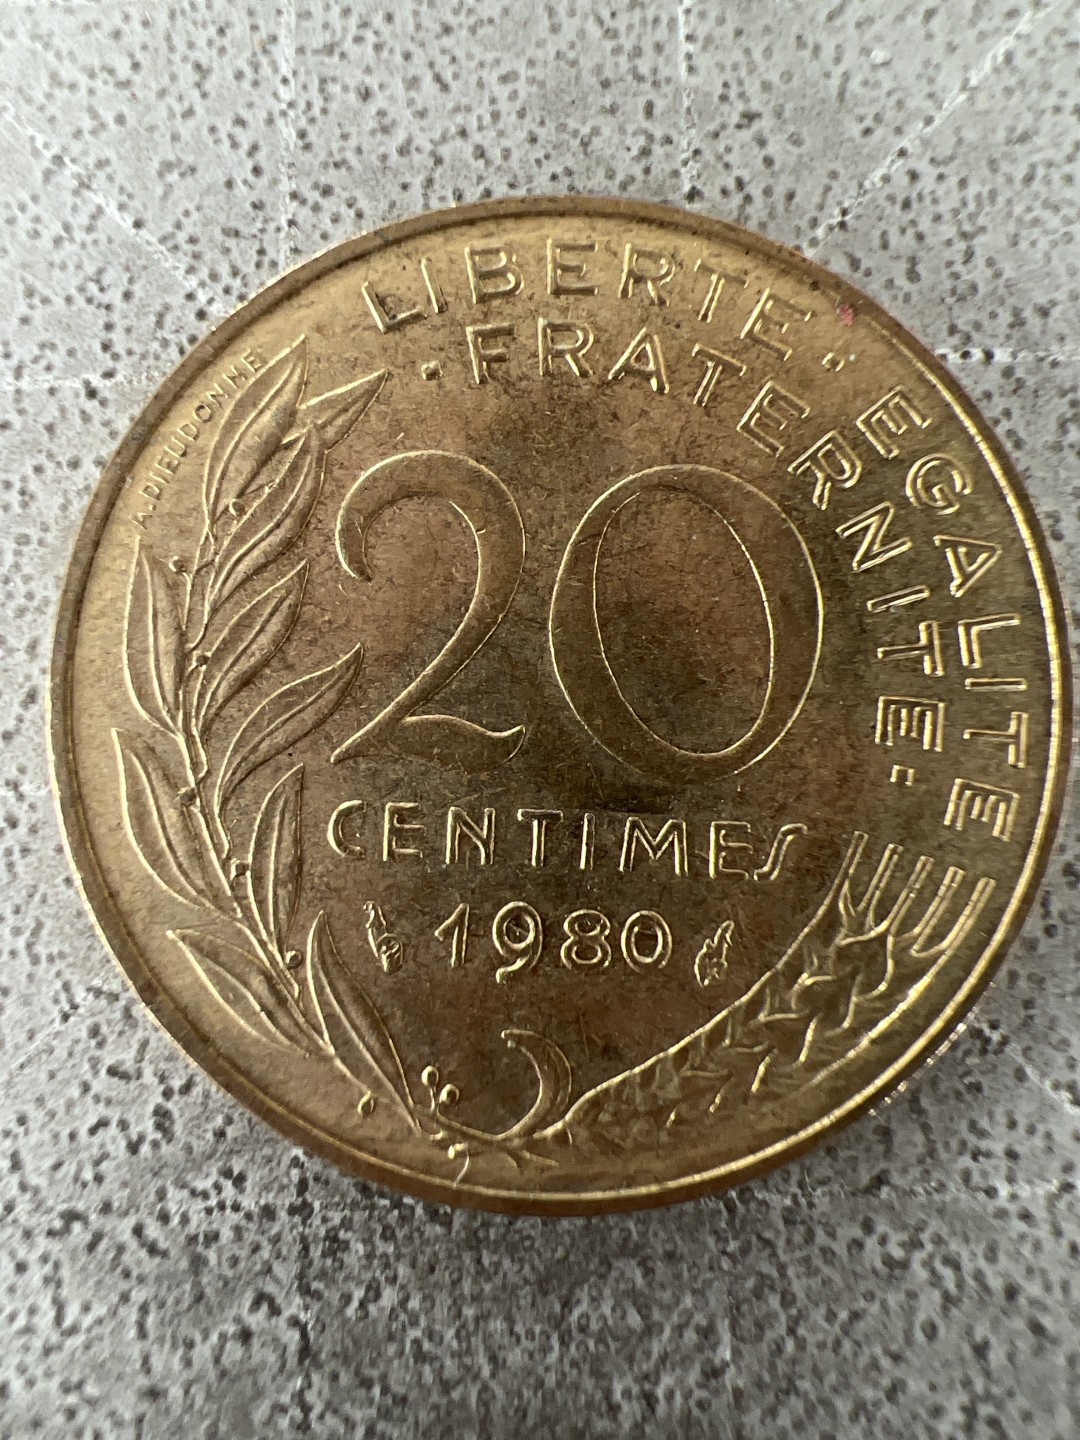 LIBERTE · EGALITE
· FRATERNITE ·
A.DIEUDONNE
20
CENTIMES
1980